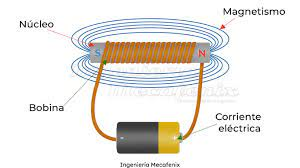 Núcleo
Magnetismo
S
N
Bobina
Corriente
eléctrica
Ingeniería Mecafenix